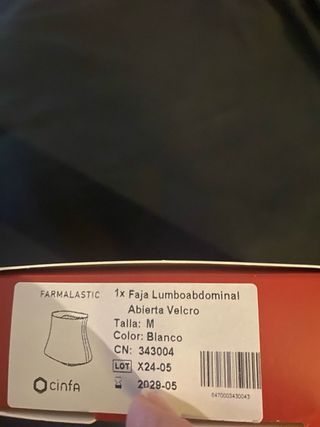 FARMALASTIC
1x Faja Lumboabdominal
Abierta Velcro
Talla: M
Color: Blanco
CN: 343004
LOT X24-05
2029-05
cinfa
8470003430043